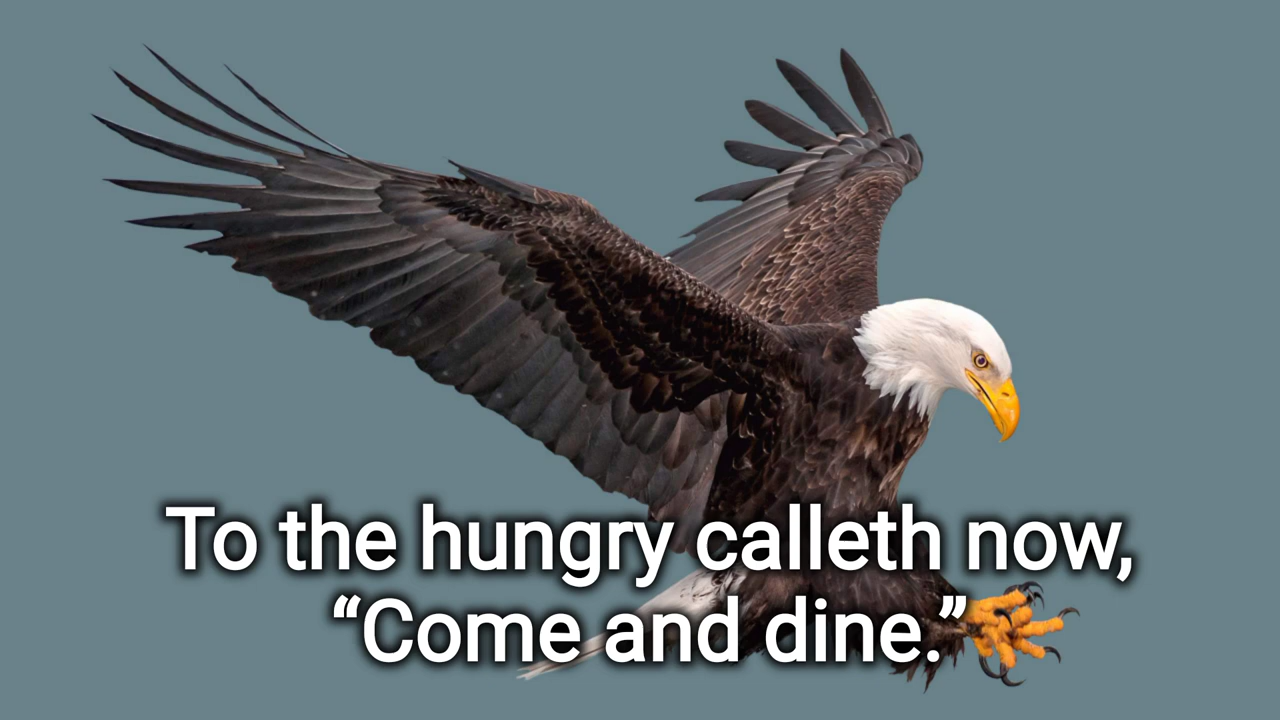 To the hungry calleth now,
“Come and dine.”